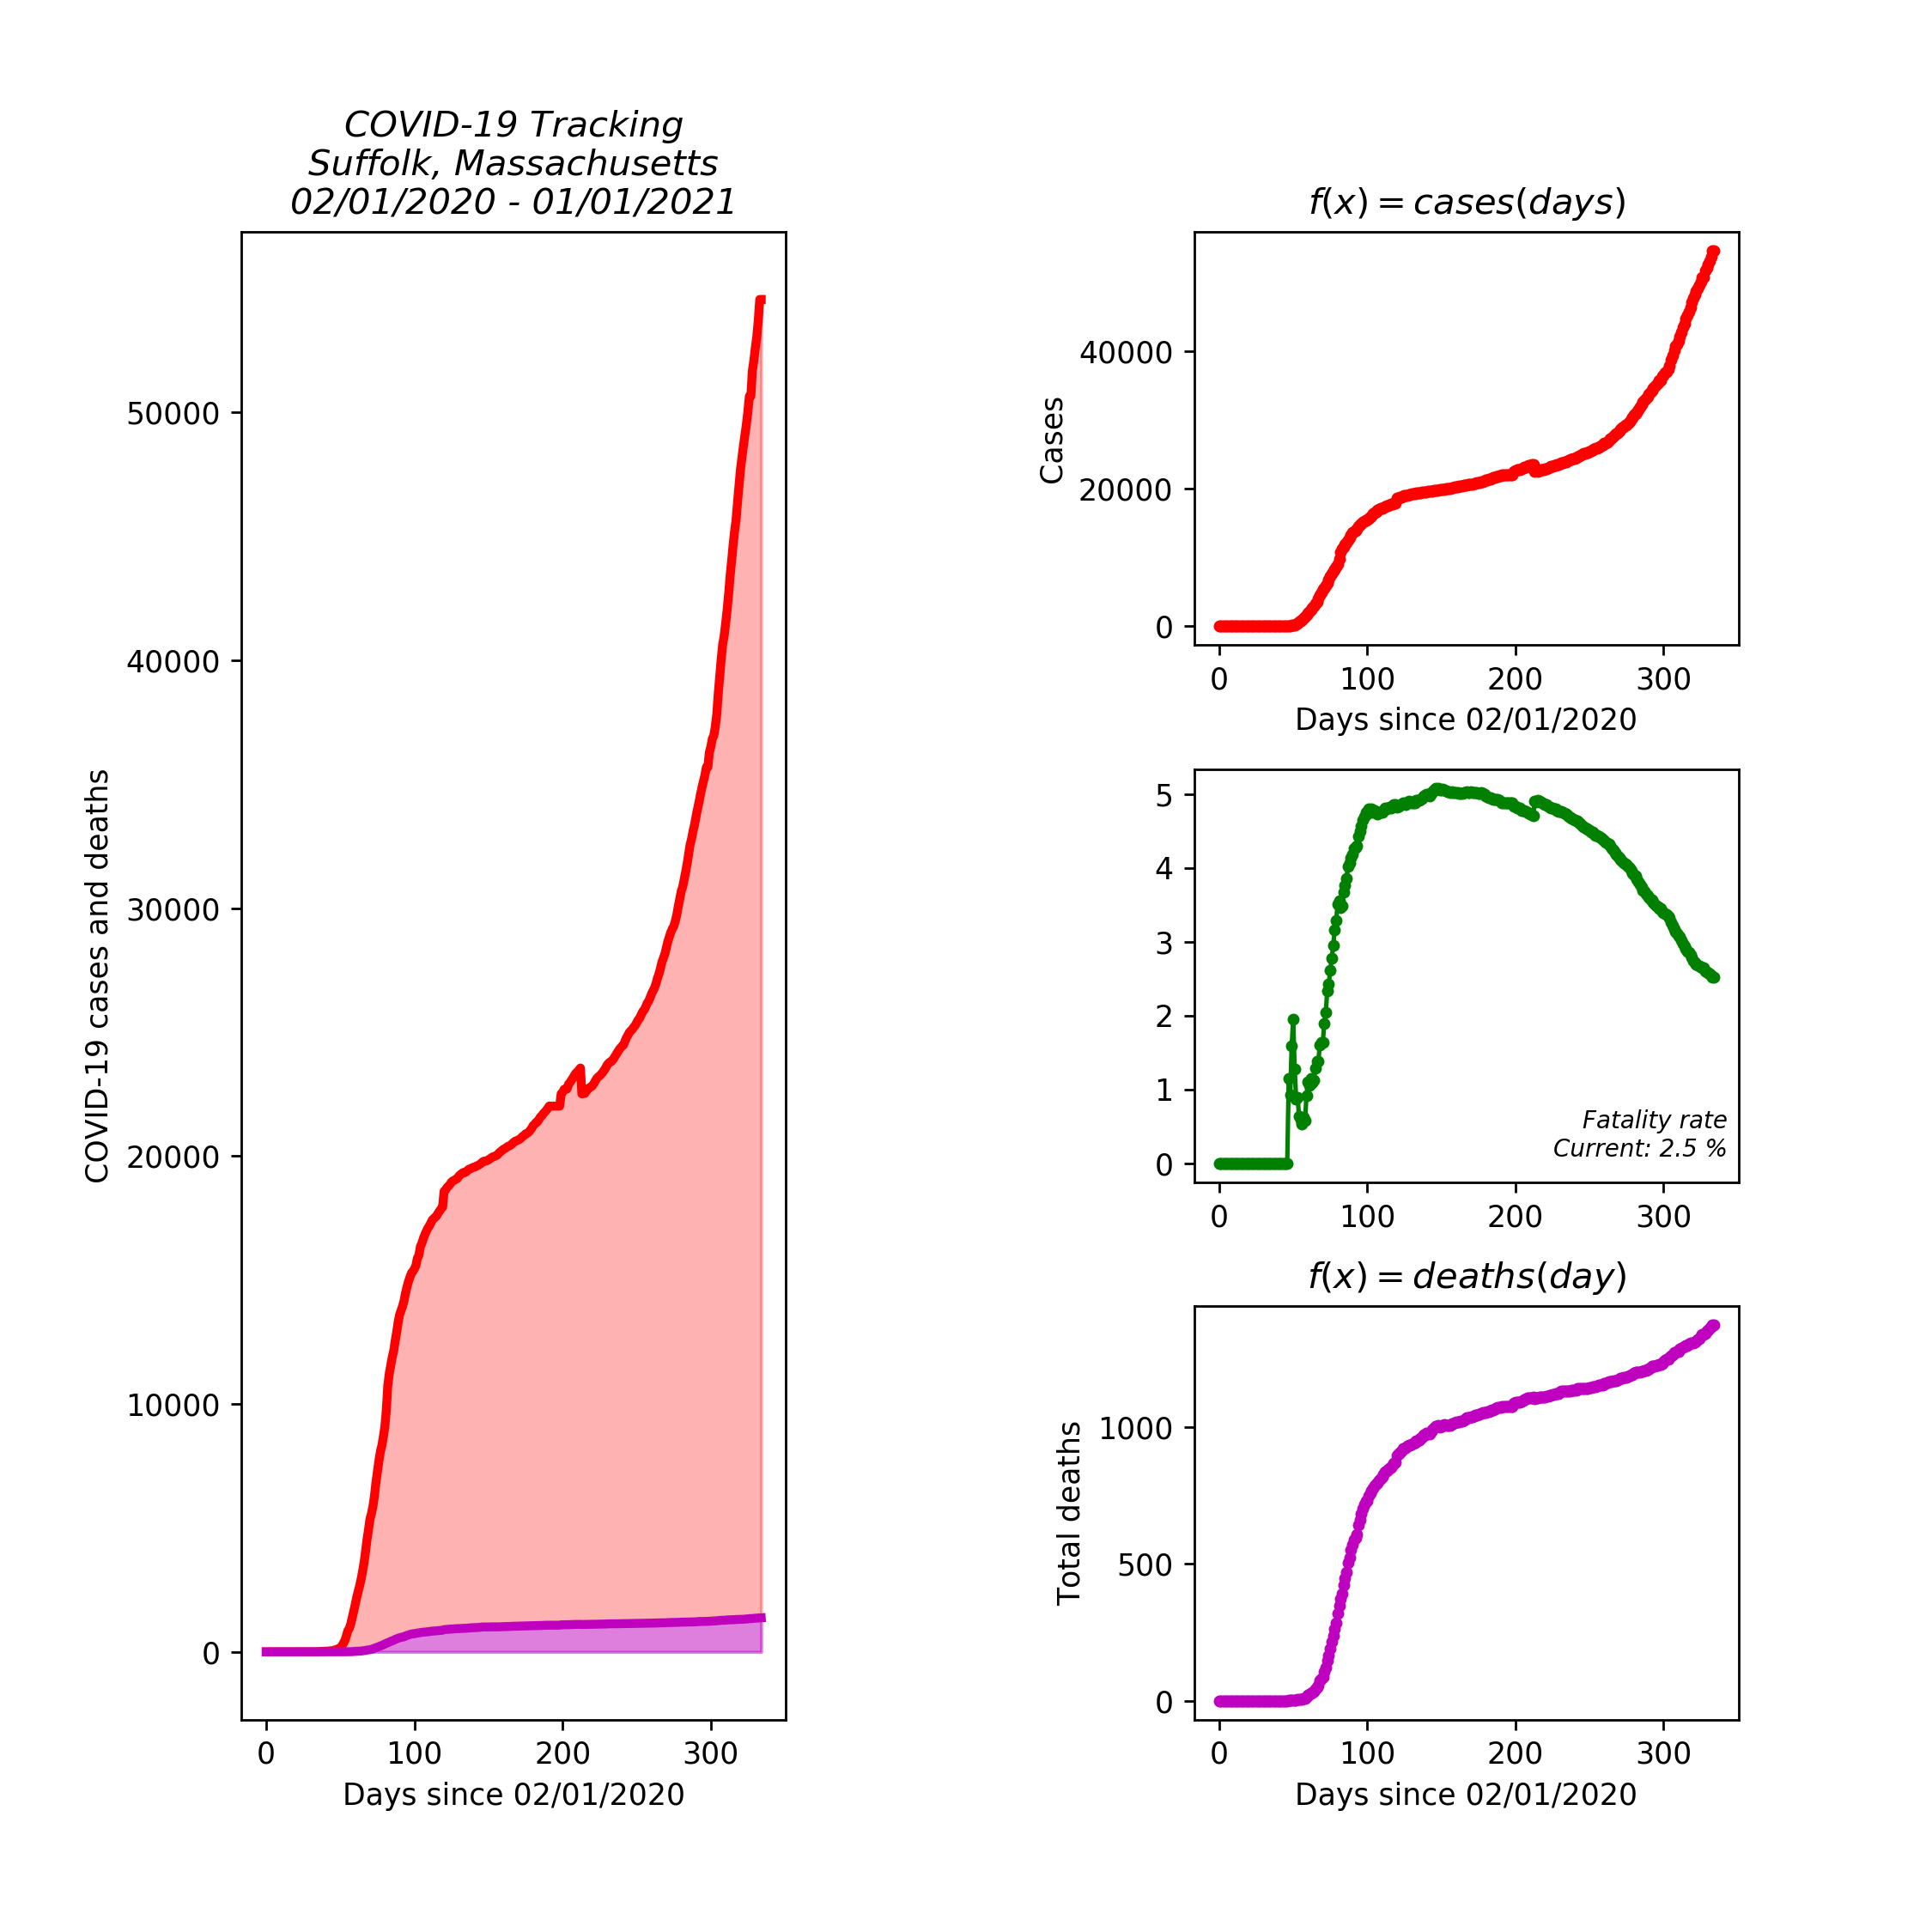 COVID-19 Tracking
Suffolk, Massachusetts
02/01/2020 - 01/01/2021
COVID-19 cases and deaths
50000
40000
30000
20000
10000
0
0 100 200 300
Days since 02/01/2020
f(x) = cases(days)
Cases
40000
20000
0
0 100 200 300
Days since 02/01/2020
5
4
3
2
1
0
Fatality rate
Current: 2.5 %
0 100 200 300
f(x) = deaths(day)
Total deaths
1000
500
0
0 100 200 300
Days since 02/01/2020